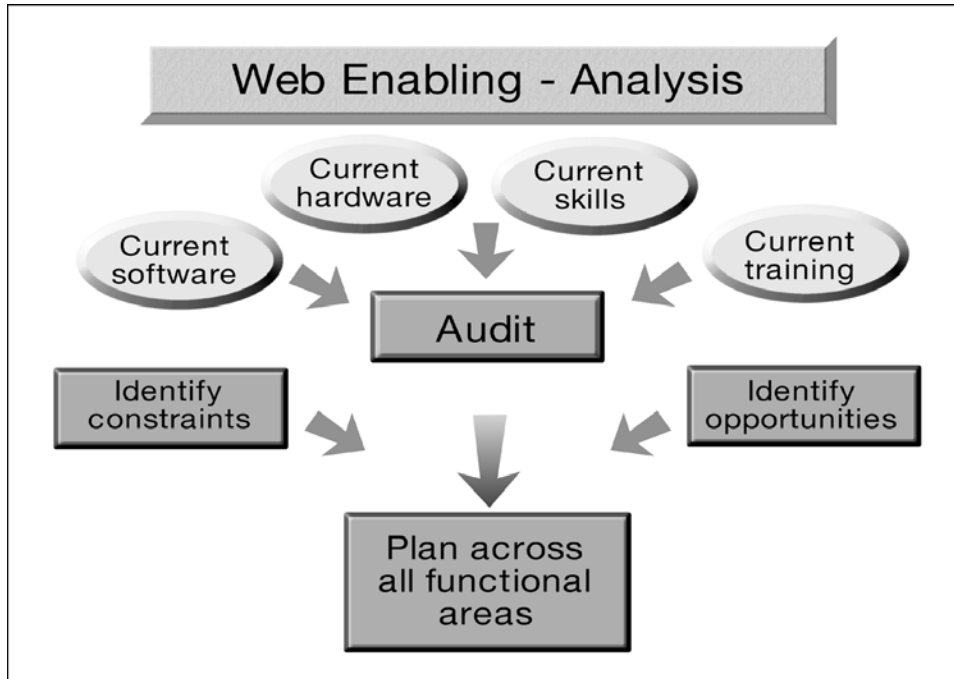 Web Enabling - Analysis
Current
hardware
Current
skills
Current
software
Current
training
Audit
Identify
constraints
Identify
opportunities
Plan across
all functional
areas